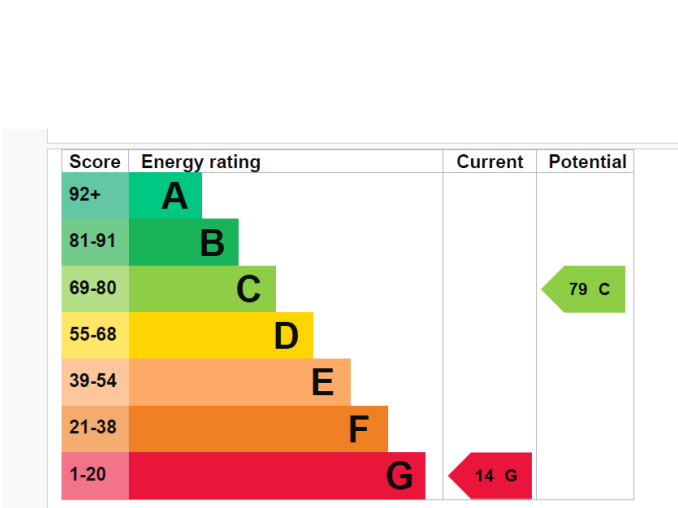 Score Energy rating Current Potential
92+ A
81-91 B
69-80 C 79 C
55-68 D
39-54 E
21-38 F
1-20 G 14 G